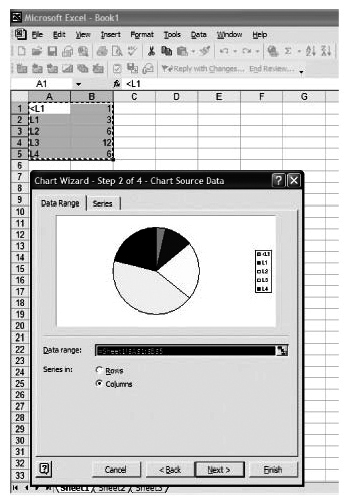 Microsoft Excel - Book1
File Edit View Insert Format Tools Data Window Help
Reply with Changes... End Review...
A1 fx <L1
A B C D E F G
1 <L1 1
2 L1 3
3 L2 6
4 L3 12
5 L4 6
6
7
8
9
10
11
12
13
14
15
16
17
18
19
20
21
22
23
24
25
26
27
28
29
30
31
32
33
Chart Wizard - Step 2 of 4 - Chart Source Data
Data Range Series
<L1
L1
L2
L3
L4
Data range: =Sheet1!$A$1:$B$5
Series in: Rows
Columns
Cancel < Back Next > Finish
Sheet1 Sheet2 Sheet3